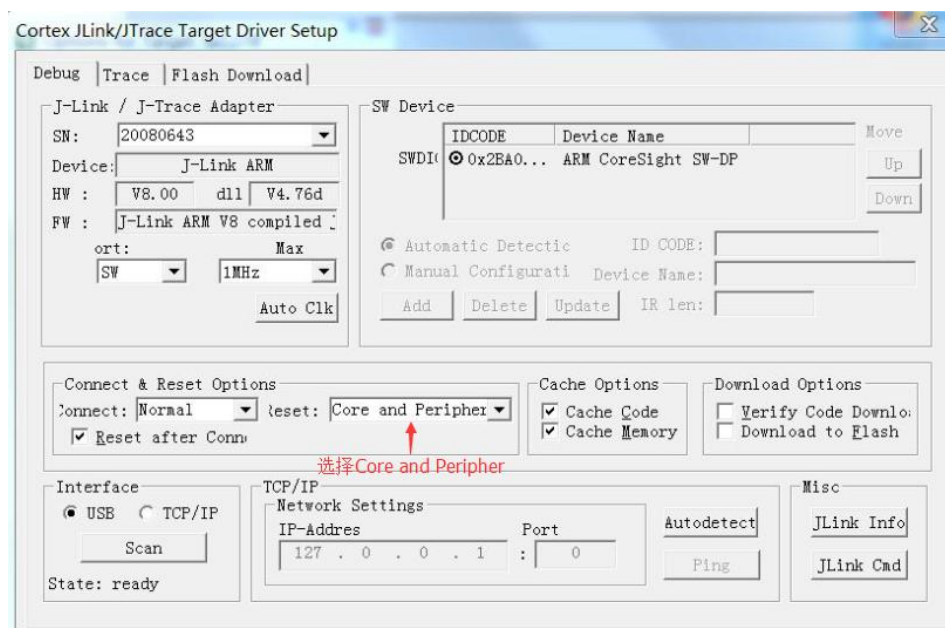 Cortex JLink/JTrace Target Driver Setup
Debug Trace Flash Download
J-Link / J-Trace Adapter
SN: 20080643
Device: J-Link ARM
HW : V8.00 dll V4.76d
FW : J-Link ARM V8 compiled
ort: Max
SW 1MHz
Auto Clk
SW Device
IDCODE Device Name
SWDI 0x2BA0... ARM CoreSight SW-DP
Move
Up
Down
Automatic Detectic ID CODE:
Manual Configurati Device Name:
Add Delete Update IR len:
Connect & Reset Options
onnect: Normal eset: Core and Peripher
Reset after Conn
选择Core and Peripher
Cache Options
Cache Code
Cache Memory
Download Options
Verify Code Downlo
Download to Flash
Interface
USB TCP/IP
Scan
State: ready
TCP/IP
Network Settings
IP-Addres Port
127 . 0 . 0 . 1 : 0
Autodetect
Ping
Misc
JLink Info
JLink Cmd